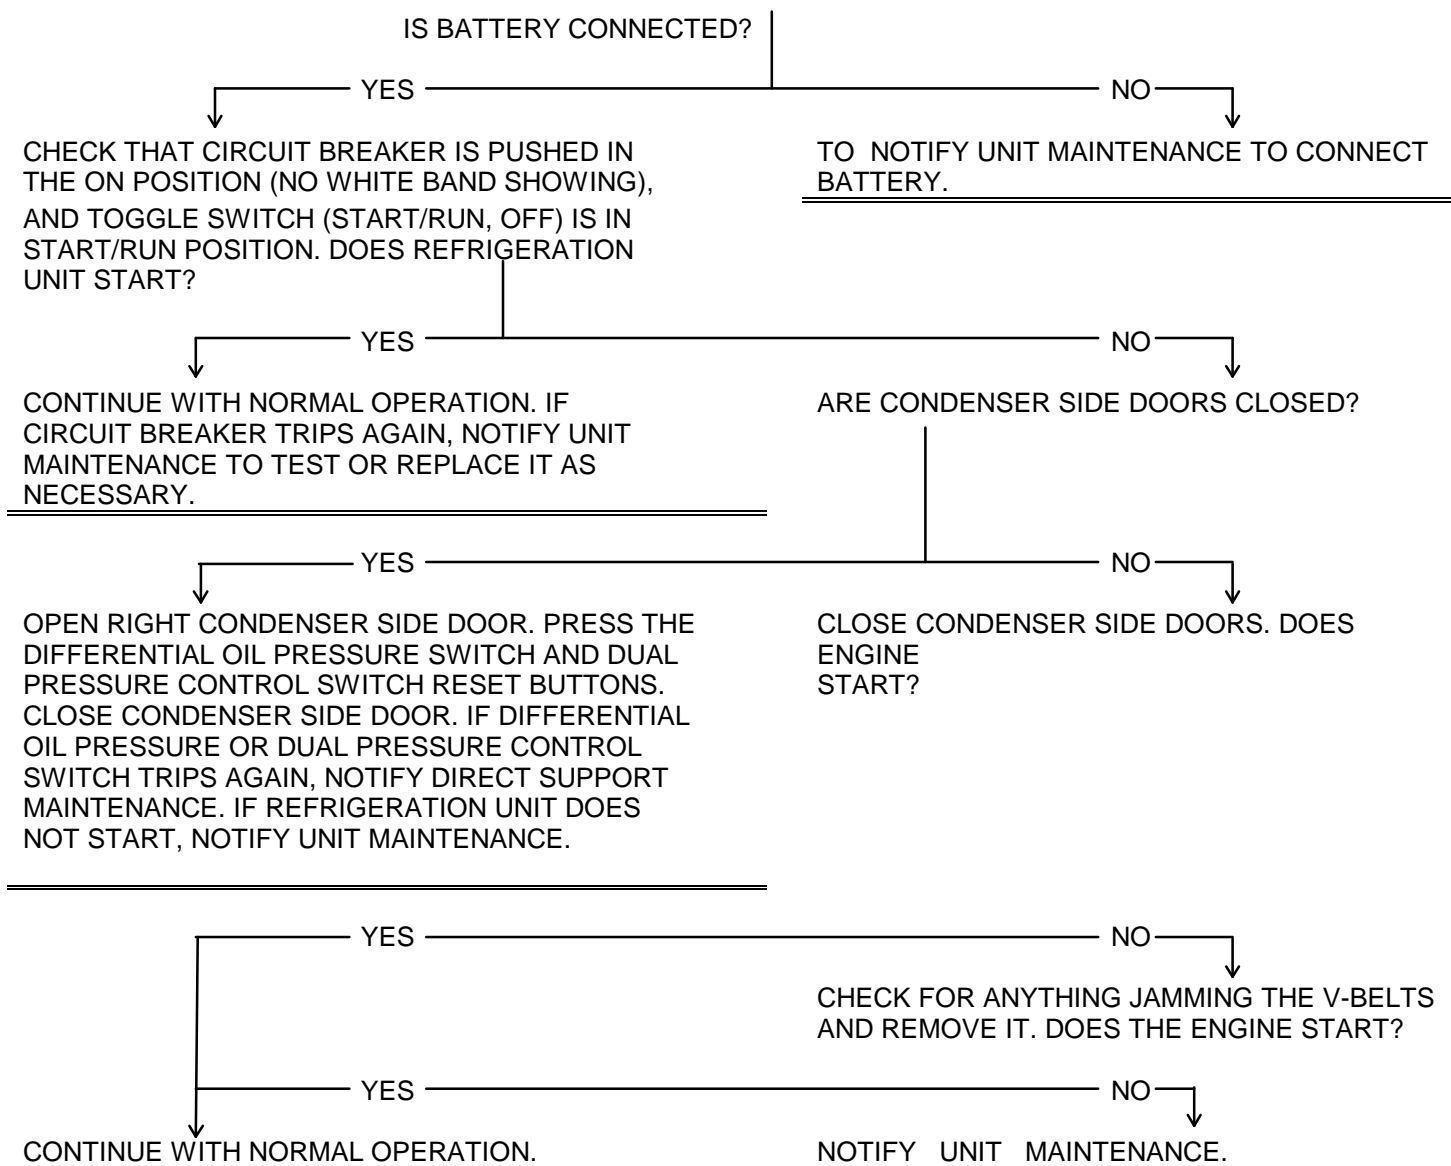 IS BATTERY CONNECTED?
YES
NO
CHECK THAT CIRCUIT BREAKER IS PUSHED IN
THE ON POSITION (NO WHITE BAND SHOWING),
AND TOGGLE SWITCH (START/RUN, OFF) IS IN
START/RUN POSITION. DOES REFRIGERATION
UNIT START?
TO NOTIFY UNIT MAINTENANCE TO CONNECT
BATTERY.
YES
NO
CONTINUE WITH NORMAL OPERATION. IF
CIRCUIT BREAKER TRIPS AGAIN, NOTIFY UNIT
MAINTENANCE TO TEST OR REPLACE IT AS
NECESSARY.
ARE CONDENSER SIDE DOORS CLOSED?
YES
NO
OPEN RIGHT CONDENSER SIDE DOOR. PRESS THE
DIFFERENTIAL OIL PRESSURE SWITCH AND DUAL
PRESSURE CONTROL SWITCH RESET BUTTONS.
CLOSE CONDENSER SIDE DOOR. IF DIFFERENTIAL
OIL PRESSURE OR DUAL PRESSURE CONTROL
SWITCH TRIPS AGAIN, NOTIFY DIRECT SUPPORT
MAINTENANCE. IF REFRIGERATION UNIT DOES
NOT START, NOTIFY UNIT MAINTENANCE.
CLOSE CONDENSER SIDE DOORS. DOES
ENGINE
START?
YES
NO
CHECK FOR ANYTHING JAMMING THE V-BELTS
AND REMOVE IT. DOES THE ENGINE START?
YES
NO
CONTINUE WITH NORMAL OPERATION.
NOTIFY UNIT MAINTENANCE.